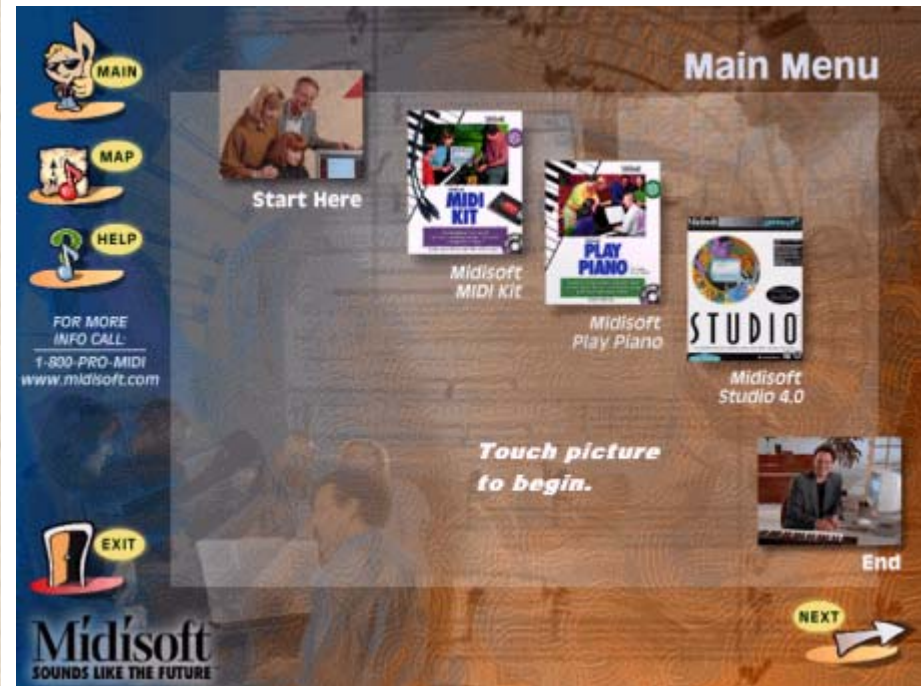 MAIN
Main Menu
MAP
Start Here
MIDI
KIT
HELP
Midisoft
MIDI Kit
PLAY
PIANO
STUDIO
FOR MORE
INFO CALL:
1-800-PRO-MIDI
www.midisoft.com
Midisoft
Play Piano
Midisoft
Studio 4.0
Touch picture
to begin.
EXIT
End
NEXT
Midisoft
SOUNDS LIKE THE FUTURE